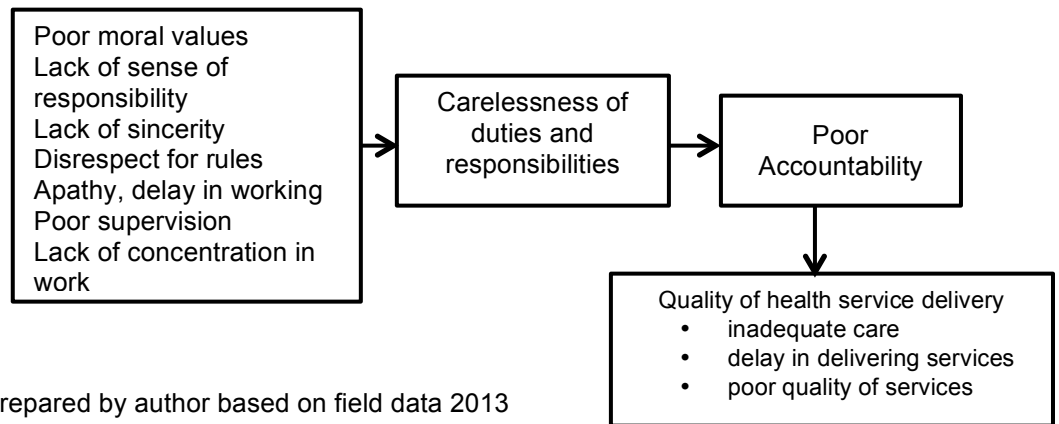 Poor moral values
Lack of sense of
responsibility
Lack of sincerity
Disrespect for rules
Apathy, delay in working
Poor supervision
Lack of concentration in
work
Carelessness of
duties and
responsibilities
Poor
Accountability
Quality of health service delivery
• inadequate care
• delay in delivering services
• poor quality of services
repared by author based on field data 2013